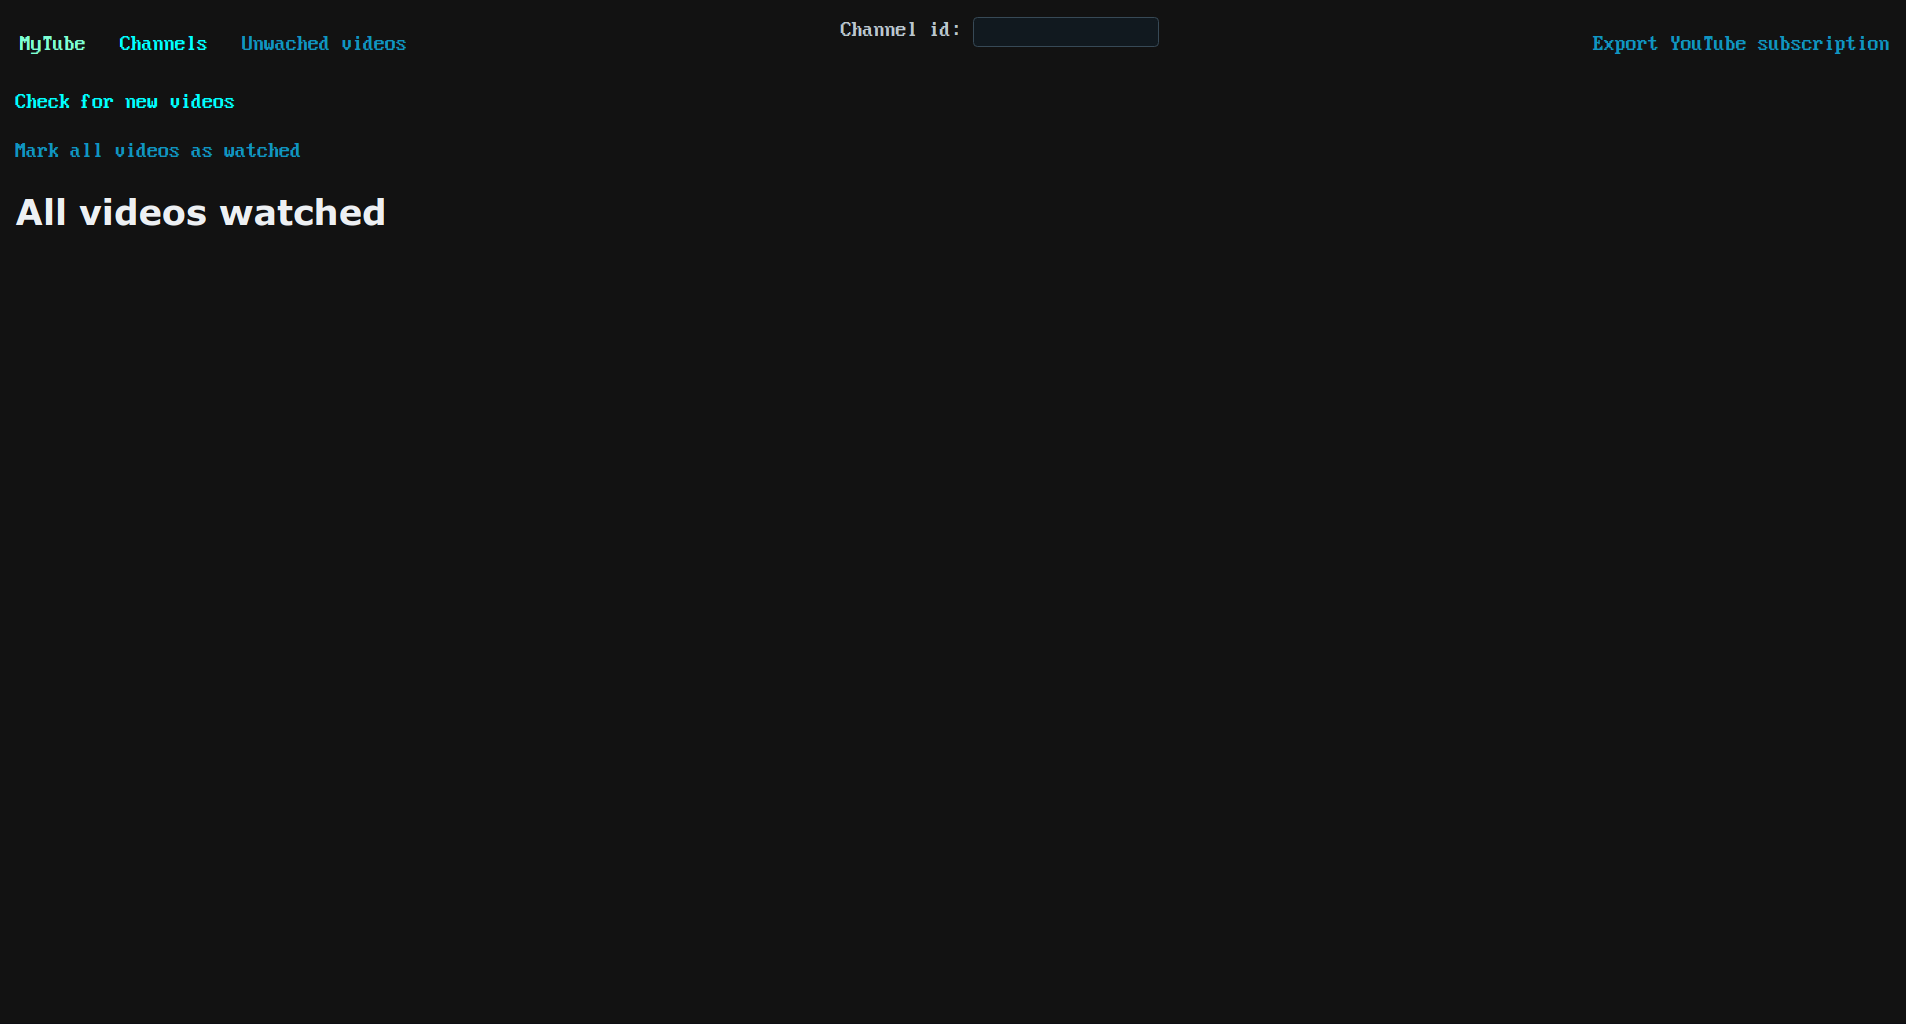 MyTube Channels Unwached videos Channel id: Export YouTube subscription
Check for new videos
Mark all videos as watched
All videos watched